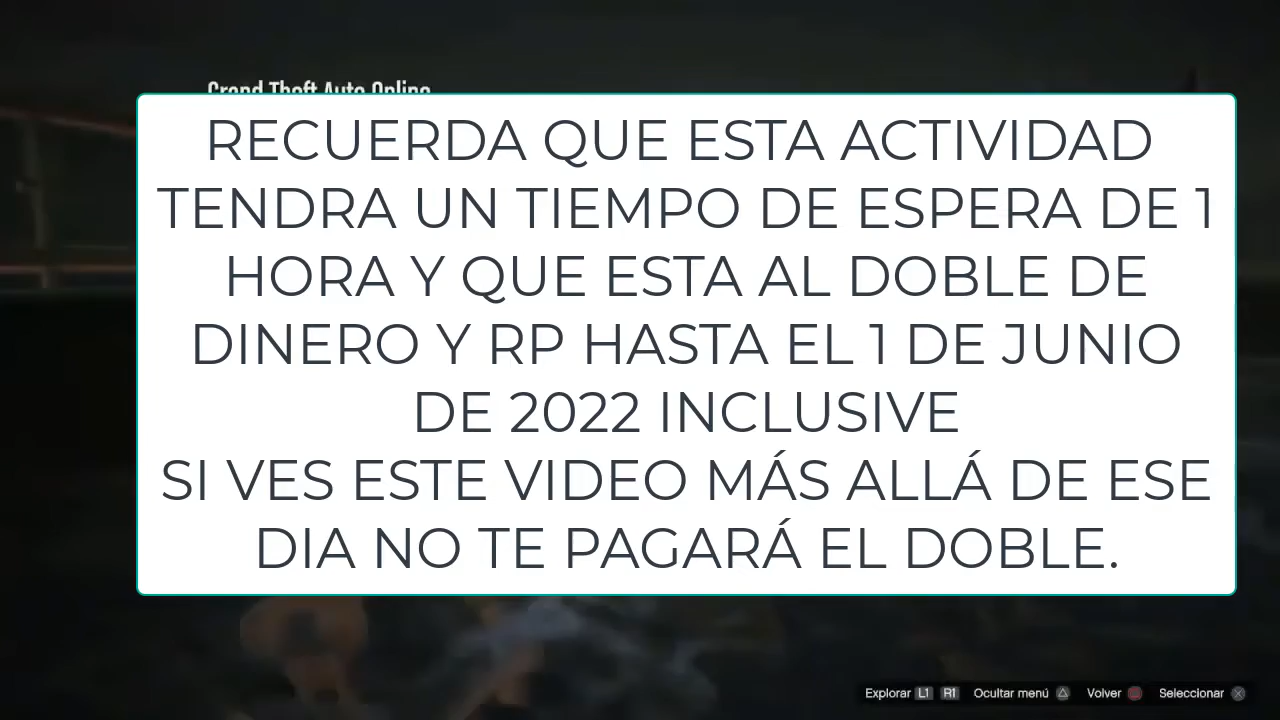 Grand Theft Auto Online
RECUERDA QUE ESTA ACTIVIDAD
TENDRA UN TIEMPO DE ESPERA DE 1
HORA Y QUE ESTA AL DOBLE DE
DINERO Y RP HASTA EL 1 DE JUNIO
DE 2022 INCLUSIVE
SI VES ESTE VIDEO MÁS ALLÁ DE ESE
DIA NO TE PAGARÁ EL DOBLE.
Explorar L1 R1 Ocultar menú Volver Seleccionar